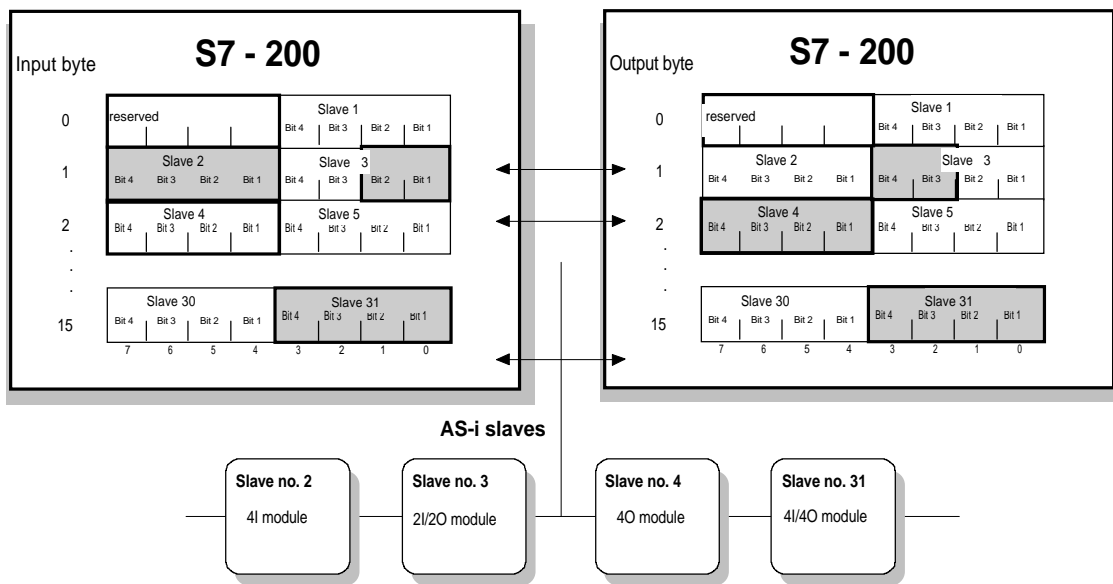 S7 - 200
Input byte
0
reserved
Slave 1
Bit 4 Bit 3 Bit 2 Bit 1
1
Slave 2
Slave 3
Bit 4 Bit 3 Bit 2 Bit 1 Bit 4 Bit 3 Bit 2 Bit 1
2
Slave 4
Slave 5
Bit 4 Bit 3 Bit 2 Bit 1 Bit 4 Bit 3 Bit 2 Bit 1
.
.
.
15
Slave 30
Slave 31
Bit 4 Bit 3 Bit 2 Bit 1 Bit 4 Bit 3 Bit 2 Bit 1
7 6 5 4 3 2 1 0
S7 - 200
Output byte
0
reserved
Slave 1
Bit 4 Bit 3 Bit 2 Bit 1
1
Slave 2
Slave 3
Bit 4 Bit 3 Bit 2 Bit 1 Bit 4 Bit 3 Bit 2 Bit 1
2
Slave 4
Slave 5
Bit 4 Bit 3 Bit 2 Bit 1 Bit 4 Bit 3 Bit 2 Bit 1
.
.
.
15
Slave 30
Slave 31
Bit 4 Bit 3 Bit 2 Bit 1 Bit 4 Bit 3 Bit 2 Bit 1
7 6 5 4 3 2 1 0
AS-i slaves
Slave no. 2
4I module
Slave no. 3
2I/2O module
Slave no. 4
4O module
Slave no. 31
4I/4O module